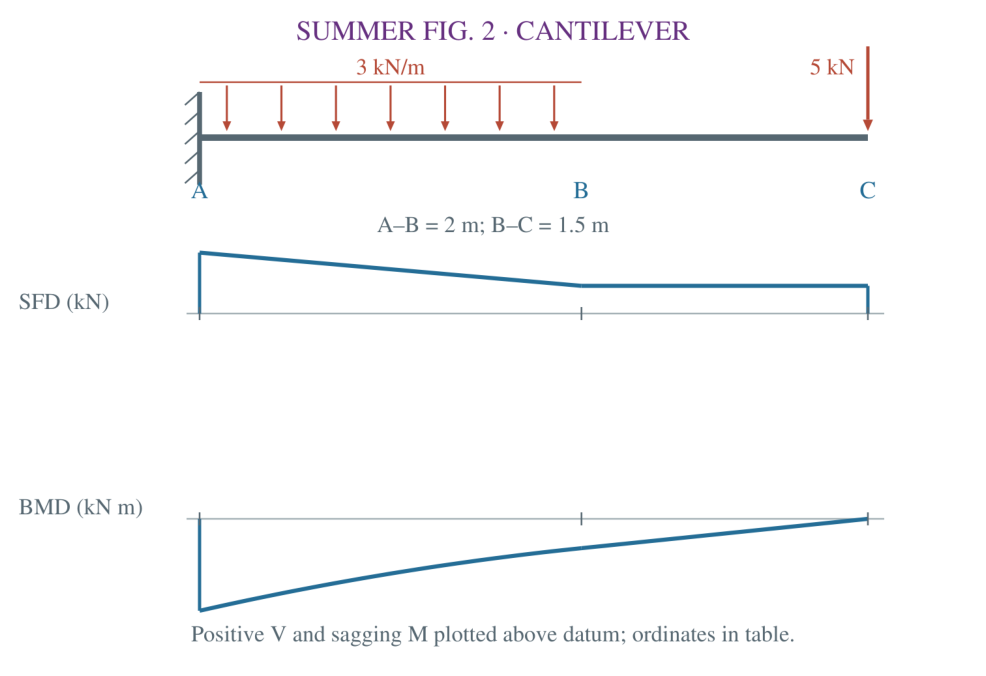 SUMMER FIG. 2 · CANTILEVER
3 kN/m
5 kN
A
B
C
A–B = 2 m; B–C = 1.5 m
SFD (kN)
BMD (kN m)
Positive V and sagging M plotted above datum; ordinates in table.